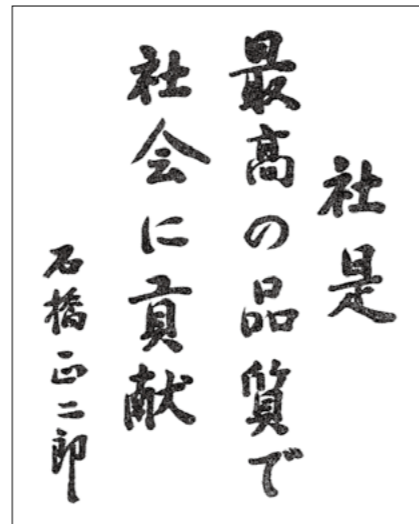 社是
最高の品質で
社会に貢献
石橋正二郎